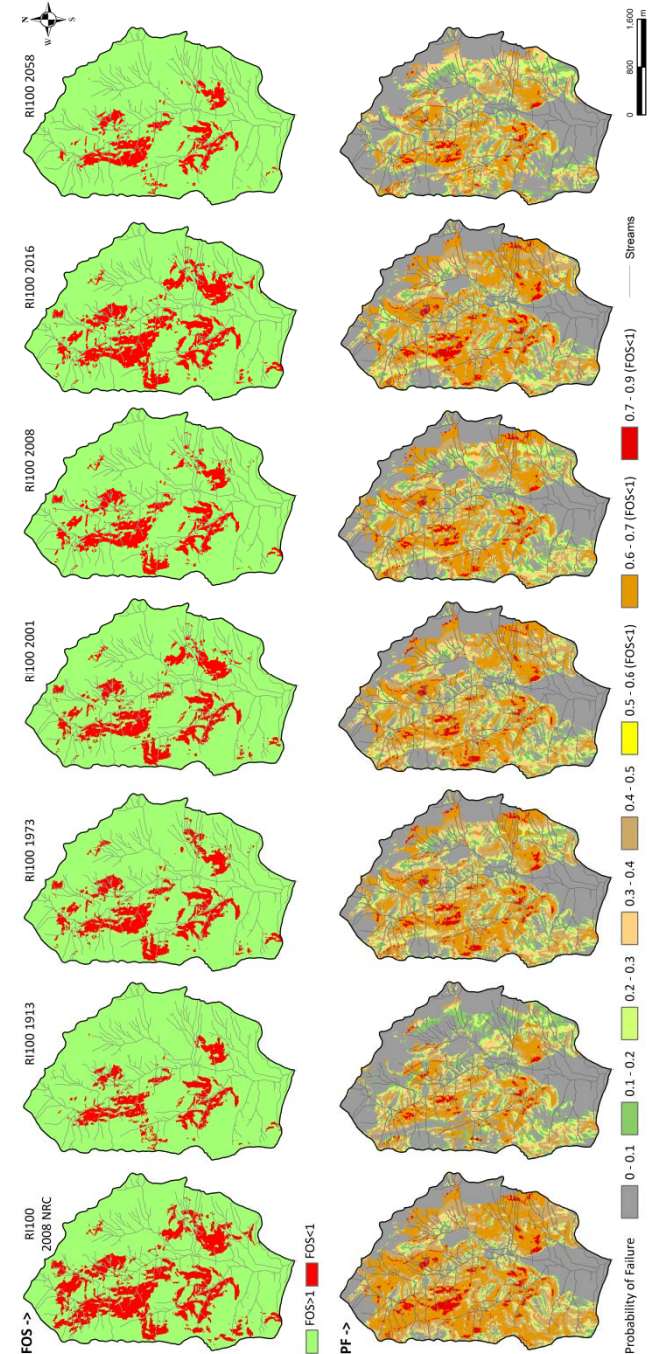 FOS ->
RI100
2008 NRC
RI100 1913
RI100 1973
RI100 2001
RI100 2008
RI100 2016
RI100 2058
N
W
S
FOS>1
FOS<1
PF ->
Probability of Failure
0 - 0.1
0.1 - 0.2
0.2 - 0.3
0.3 - 0.4
0.4 - 0.5
0.5 - 0.6 (FOS<1)
0.6 - 0.7 (FOS<1)
0.7 - 0.9 (FOS<1)
Streams
0 800 1,600
m